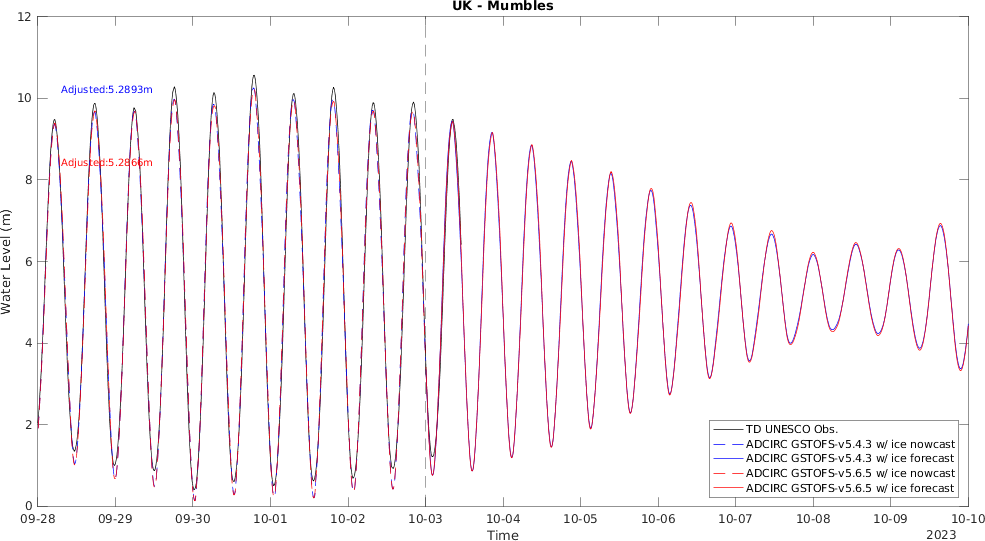 UK - Mumbles
12
10
8
6
4
2
0
Water Level (m)
Adjusted:5.2893m
Adjusted:5.2866m
TD UNESCO Obs.
ADCIRC GSTOFS-v5.4.3 w/ ice nowcast
ADCIRC GSTOFS-v5.4.3 w/ ice forecast
ADCIRC GSTOFS-v5.6.5 w/ ice nowcast
ADCIRC GSTOFS-v5.6.5 w/ ice forecast
09-28 09-29 09-30 10-01 10-02 10-03 10-04 10-05 10-06 10-07 10-08 10-09 10-10
Time
2023